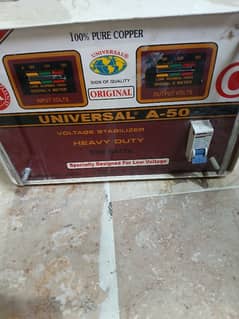 100% PURE COPPER
UNIVERSAL®
SIGN OF QUALITY
ORIGINAL
INPUT VOLTS
OUTPUT VOLTS
UNIVERSAL® A-50
VOLTAGE STABILIZER
HEAVY DUTY
Specially Designed For Low Voltage